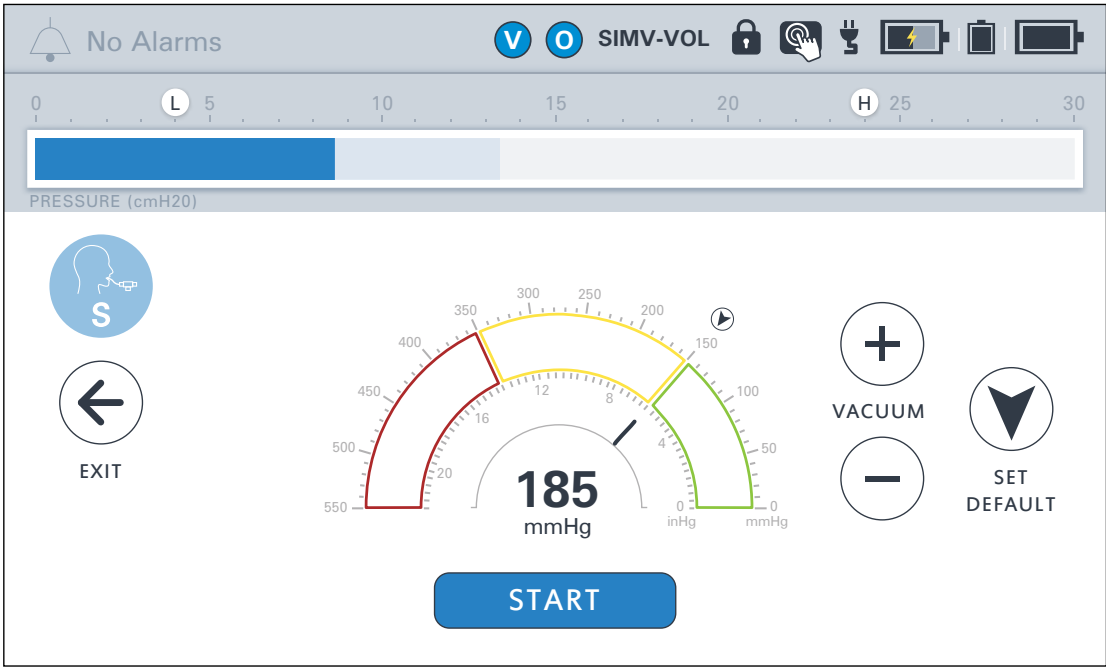 No Alarms
V O SIMV-VOL
0 L 5 10 15 20 H 25 30
PRESSURE (cmH20)
S
EXIT
550 500 450 400 350 300 250 200 150 100 50 0
20 16 12 8 4 0
inHg mmHg
185
mmHg
VACUUM
SET
DEFAULT
START